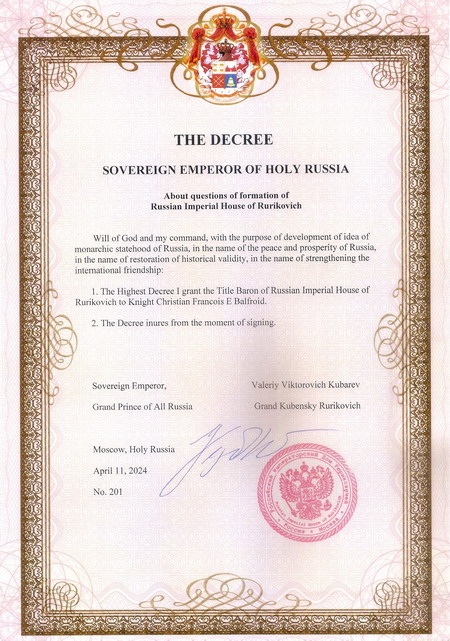 THE DECREE
SOVEREIGN EMPEROR OF HOLY RUSSIA
About questions of formation of
Russian Imperial House of Rurikovich
Will of God and my command, with the purpose of development of idea of
monarchic statehood of Russia, in the name of the peace and prosperity of Russia,
in the name of restoration of historical validity, in the name of strengthening the
international friendship:
1. The Highest Decree I grant the Title Baron of Russian Imperial House of
Rurikovich to Knight Christian Francois E Balfroid.
2. The Decree inures from the moment of signing.
Sovereign Emperor,
Valeriy Viktorovich Kubarev
Grand Prince of All Russia
Grand Kubensky Rurikovich
Moscow, Holy Russia
April 11, 2024
No. 201